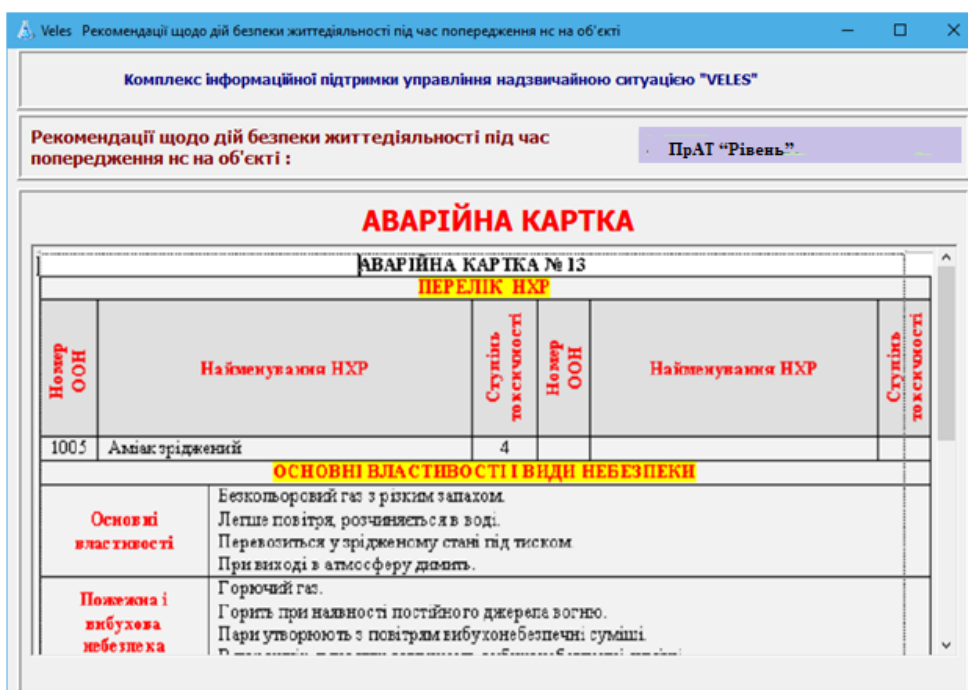 Veles Рекомендації щодо дій безпеки життедіяльності під час попередження нс на об'єкті
Комплекс інформаційної підтримки управління надзвичайною ситуацією "VELES"
Рекомендації щодо дій безпеки життедіяльності під час
попередження нс на об'єкті :
ПрАТ “Рівень”
АВАРІЙНА КАРТКА
АВАРІЙНА КАРТКА № 13
ПЕРЕЛІК НХР
Номер ООН
Найменування НХР
Ступінь токсичності
Номер ООН
Найменування НХР
Ступінь токсичності
1005 Аміак зріджений 4
ОСНОВНІ ВЛАСТИВОСТІ І ВИДИ НЕБЕЗПЕКИ
Основні
властивості
Безкольоровий газ з різким запахом.
Легше повітря, розчиняється в воді.
Перевозиться у зрідженому стані під тиском
При виході в атмосферу димить.
Пожежна і
вибухова
небезпека
Горючий газ.
Горить при наявності постійного джерела вогню.
Пари утворюють з повітрям вибухонебезпечні суміші.